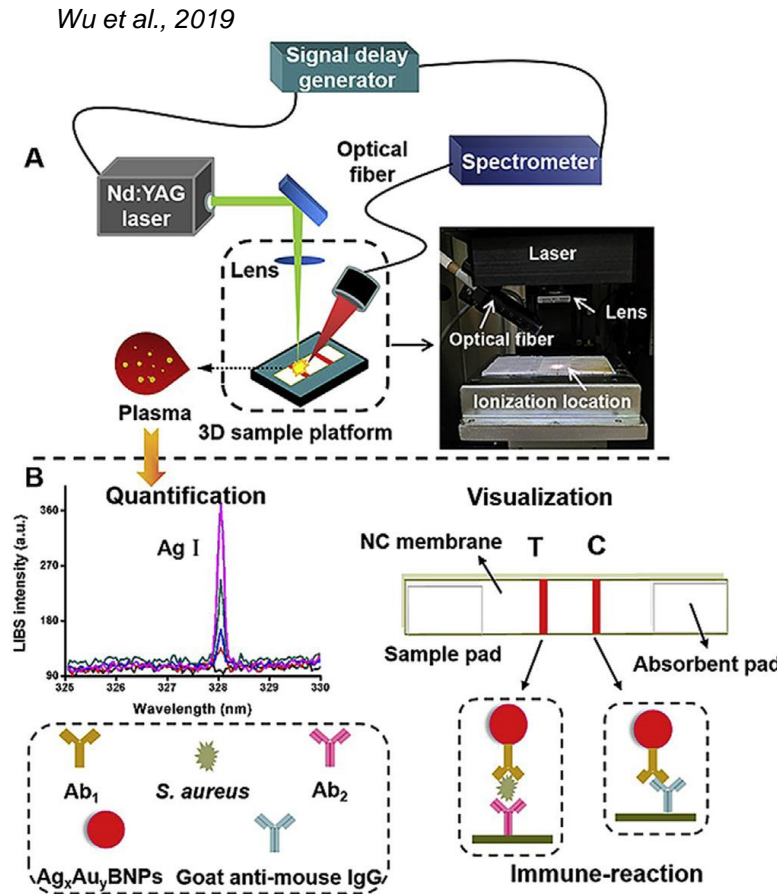 Wu et al., 2019
Signal delay
generator
A
Optical
fiber
Spectrometer
Nd:YAG
laser
Lens
Laser
Lens
Optical fiber
Ionization location
Plasma
3D sample platform
B
Quantification
Visualization
Ag I
LIBS intensity (a.u.)
360
270
180
90
325 326 327 328 329 330
Wavelength (nm)
NC membrane
T
C
Sample pad
Absorbent pad
Ab₁
S. aureus
Ab₂
AgₓAuᵧBNPs
Goat anti-mouse IgG
Immune-reaction